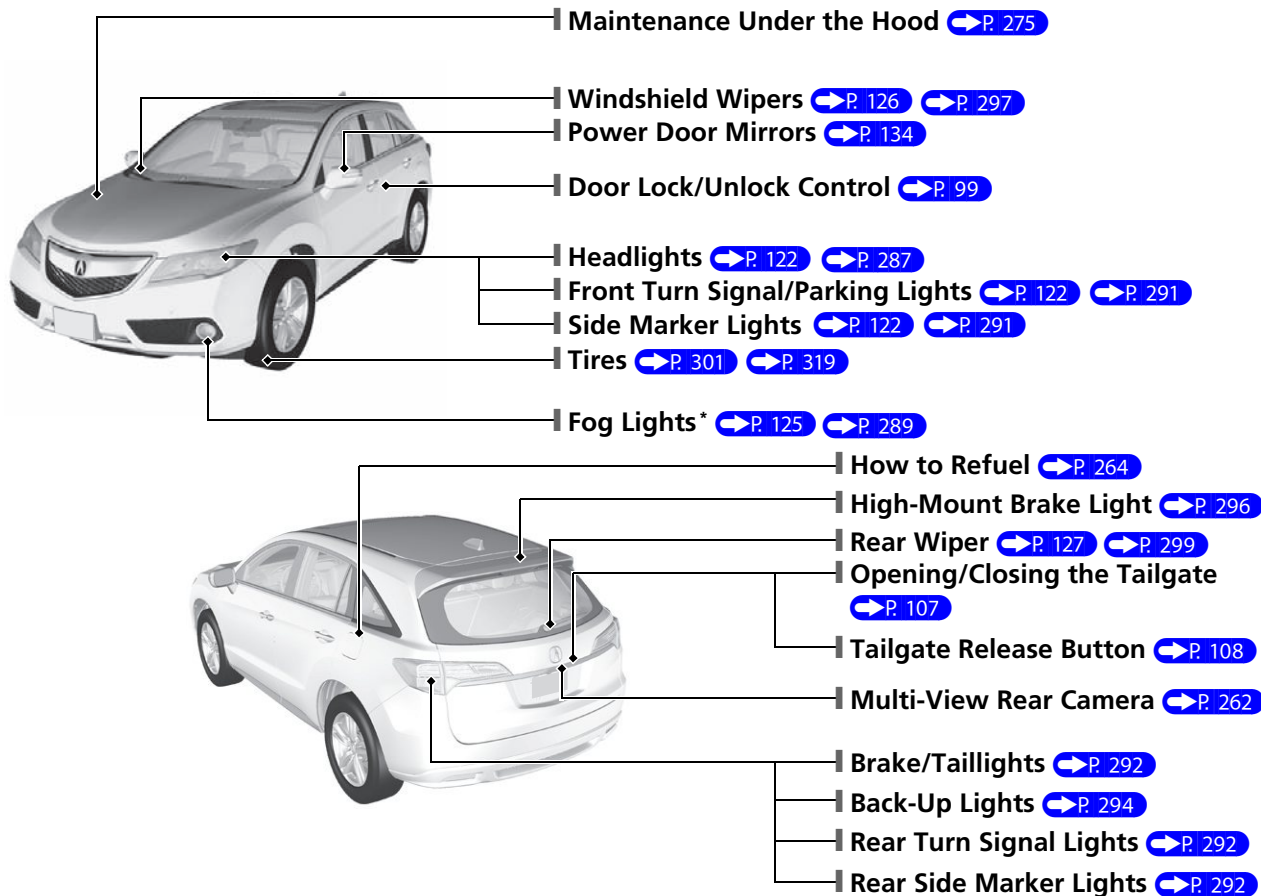 Maintenance Under the Hood P. 275
Windshield Wipers P. 126 P. 297
Power Door Mirrors P. 134
Door Lock/Unlock Control P. 99
Headlights P. 122 P. 287
Front Turn Signal/Parking Lights P. 122 P. 291
Side Marker Lights P. 122 P. 291
Tires P. 301 P. 319
Fog Lights* P. 125 P. 289
How to Refuel P. 264
High-Mount Brake Light P. 296
Rear Wiper P. 127 P. 299
Opening/Closing the Tailgate
P. 107
Tailgate Release Button P. 108
Multi-View Rear Camera P. 262
Brake/Taillights P. 292
Back-Up Lights P. 294
Rear Turn Signal Lights P. 292
Rear Side Marker Lights P. 292